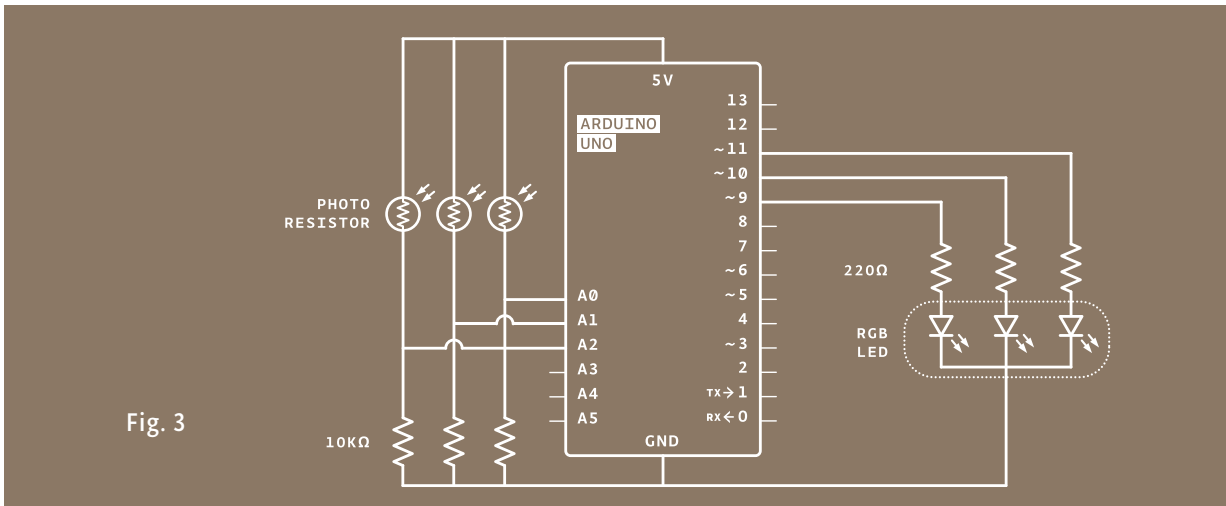 5V
ARDUINO
UNO
13
12
~11
~10
~9
8
7
~6
~5
4
~3
2
TX→1
RX←0
PHOTO
RESISTOR
A0
A1
A2
A3
A4
A5
GND
10KΩ
220Ω
RGB
LED
Fig. 3